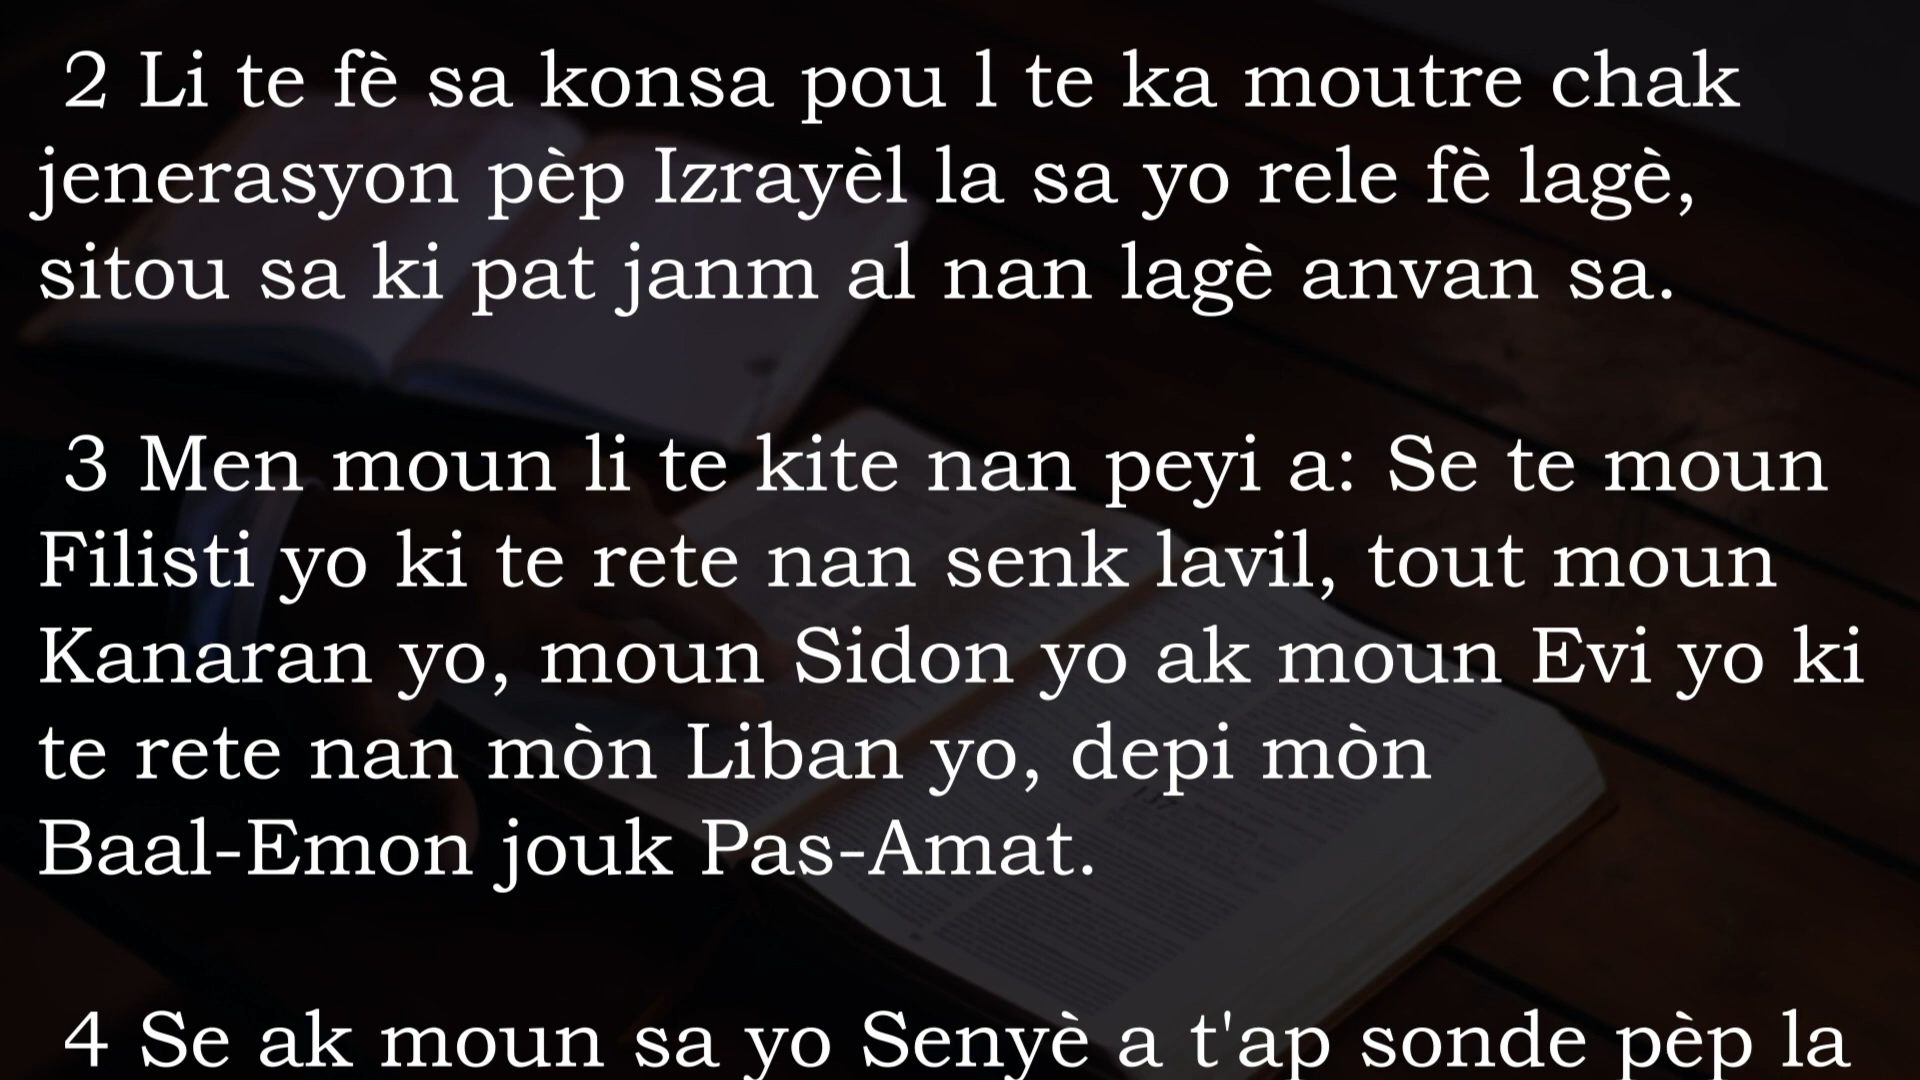 2 Li te fè sa konsa pou l te ka moutre chak
jenerasyon pèp Izrayèl la sa yo rele fè lagè,
sitou sa ki pat janm al nan lagè anvan sa.
3 Men moun li te kite nan peyi a: Se te moun
Filisti yo ki te rete nan senk lavil, tout moun
Kanaran yo, moun Sidon yo ak moun Evi yo ki
te rete nan mòn Liban yo, depi mòn
Baal-Emon jouk Pas-Amat.
4 Se ak moun sa yo Senyè a t'ap sonde pèp la